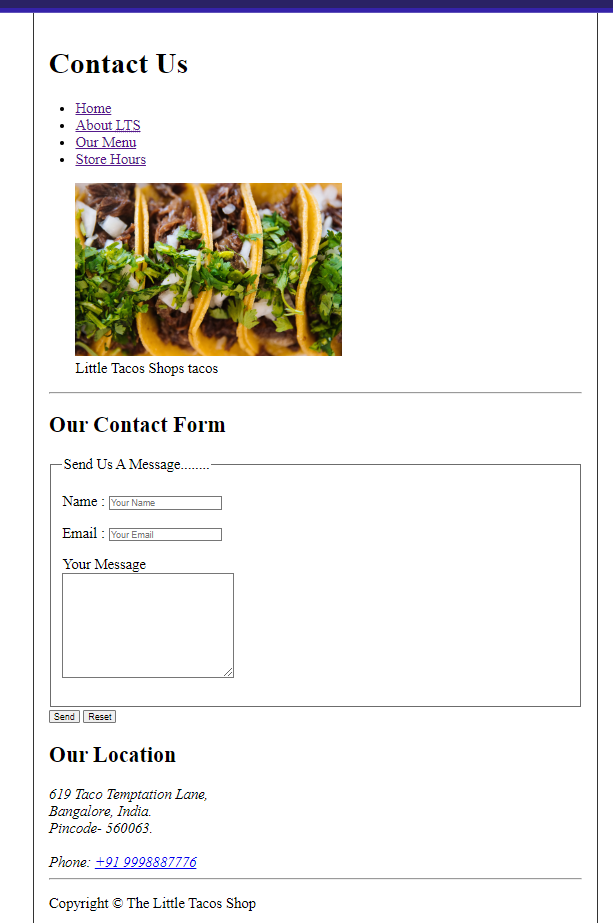 Contact Us
Home
About LTS
Our Menu
Store Hours
Little Tacos Shops tacos
Our Contact Form
Send Us A Message........
Name : Your Name
Email : Your Email
Your Message
Send Reset
Our Location
619 Taco Temptation Lane,
Bangalore, India.
Pincode- 560063.
Phone: +91 9998887776
Copyright © The Little Tacos Shop